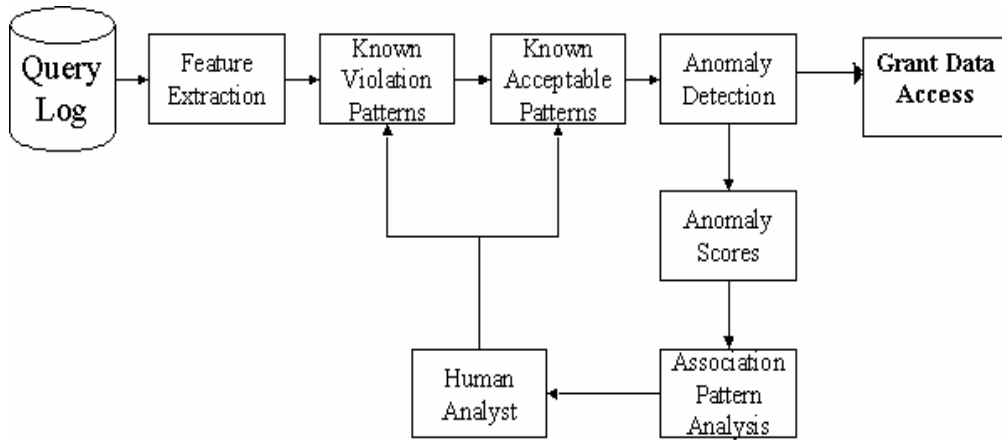 Query
Log
Feature
Extraction
Known
Violation
Patterns
Known
Acceptable
Patterns
Anomaly
Detection
Grant Data
Access
Anomaly
Scores
Human
Analyst
Association
Pattern
Analysis